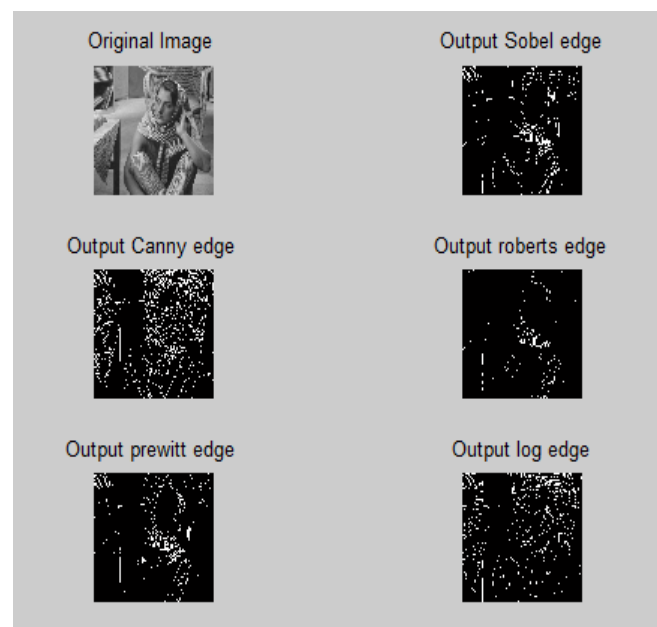 Original Image
Output Sobel edge
Output Canny edge
Output roberts edge
Output prewitt edge
Output log edge